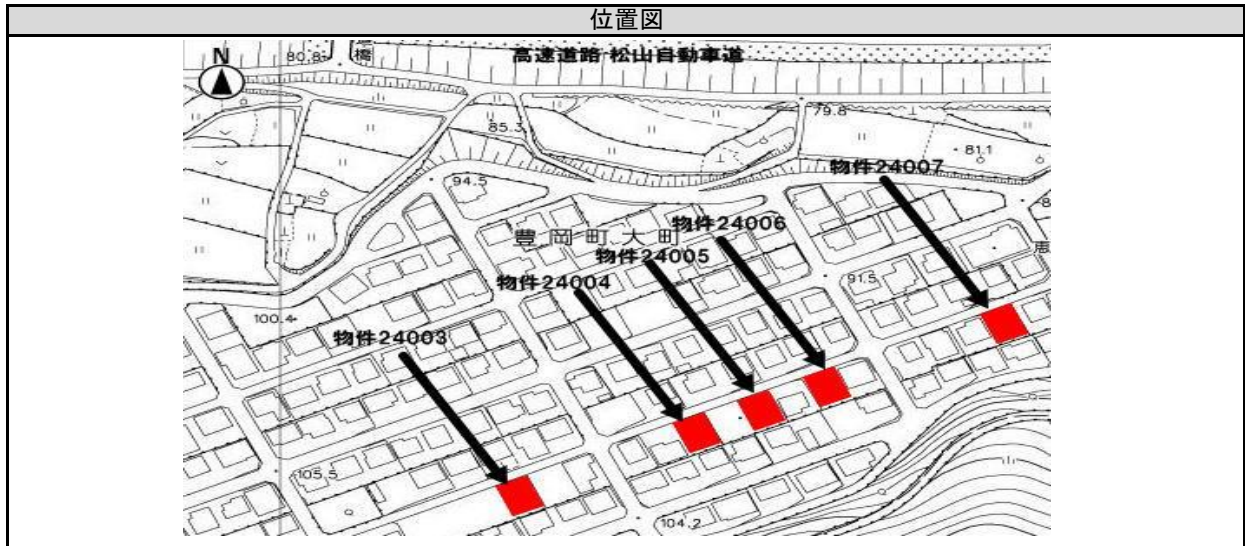 位置図
N
80.8
橋
高速道路 松山自動車道
85.3
79.8
81.1
94.5
物件24007
豊岡町大町
物件24006
物件24005
物件24004
91.5
100.4
物件24003
105.5
104.2